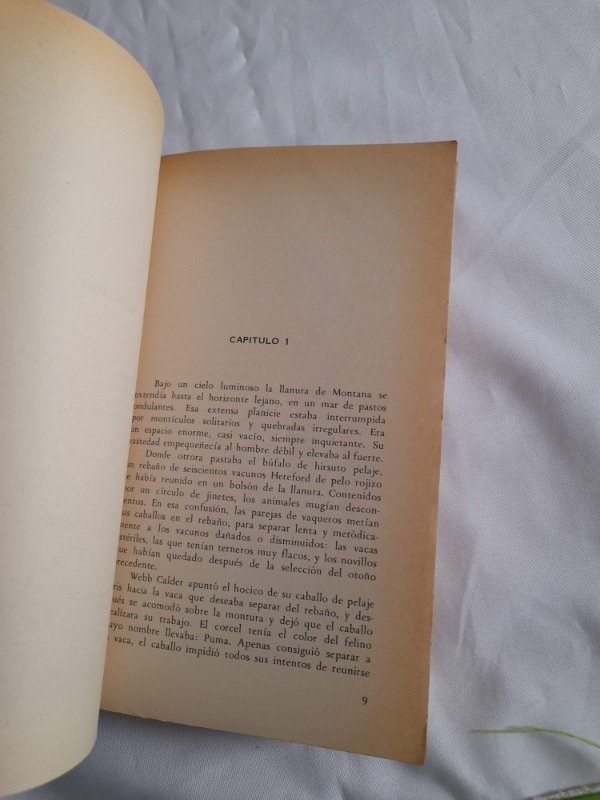 CAPITULO 1
Bajo un cielo luminoso la llanura de Montana se
extendía hasta el horizonte lejano, en un mar de pastos
ondulantes. Esa extensa planicie estaba interrumpida
por montículos solitarios y quebradas irregulares. Era
un espacio enorme, casi vacío, siempre inquietante. Su
vastedad empequeñecía al hombre débil y elevaba al fuerte.
Donde otrora pastaba el búfalo de hirsuto pelaje,
un rebaño de seiscientos vacunos Hereford de pelo rojizo
se había reunido en un bolsón de la llanura. Contenidos
por un círculo de jinetes, los animales mugían descon-
tentos. En esa confusión, las parejas de vaqueros metían
sus caballos en el rebaño, para separar lenta y metódica-
mente a los vacunos dañados o disminuidos: las vacas
estériles, las que tenían terneros muy flacos, y los novillos
que habían quedado después de la selección del otoño
precedente.
Webb Calder apuntó el hocico de su caballo de pelaje
gris hacia la vaca que deseaba separar del rebaño, y des-
pués se acomodó sobre la montura y dejó que el caballo
realizara su trabajo. El corcel tenía el color del felino
cuyo nombre llevaba: Puma. Apenas consiguió separar a
vaca, el caballo impidió todos sus intentos de reunirse
9